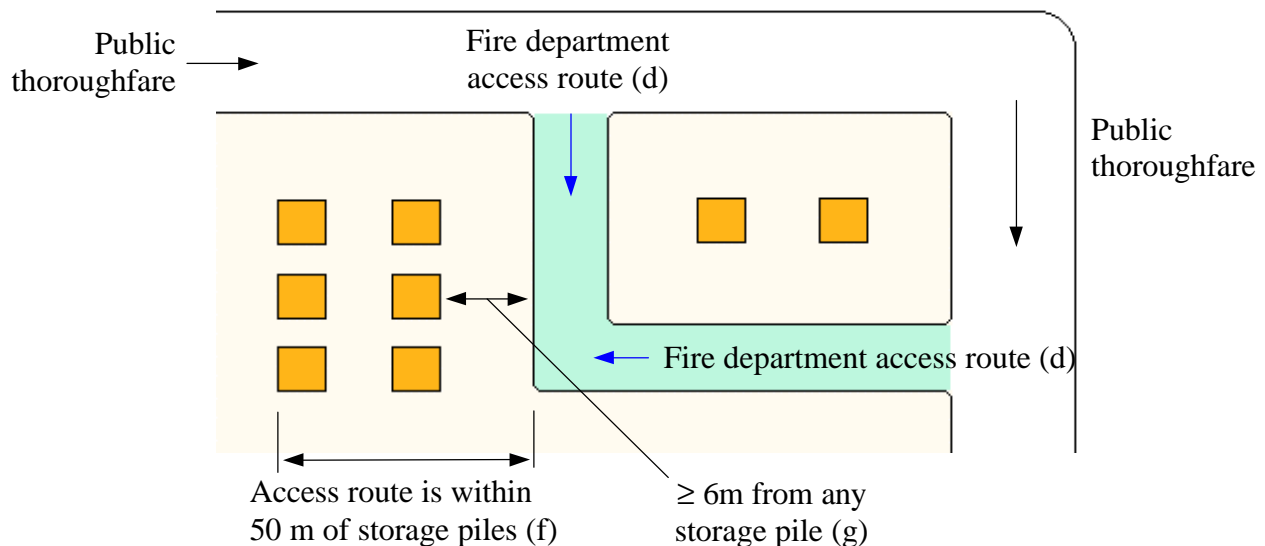 Fire department
access route (d)
Public
thoroughfare
Public
thoroughfare
Fire department access route (d)
Access route is within
50 m of storage piles (f)
≥ 6m from any
storage pile (g)